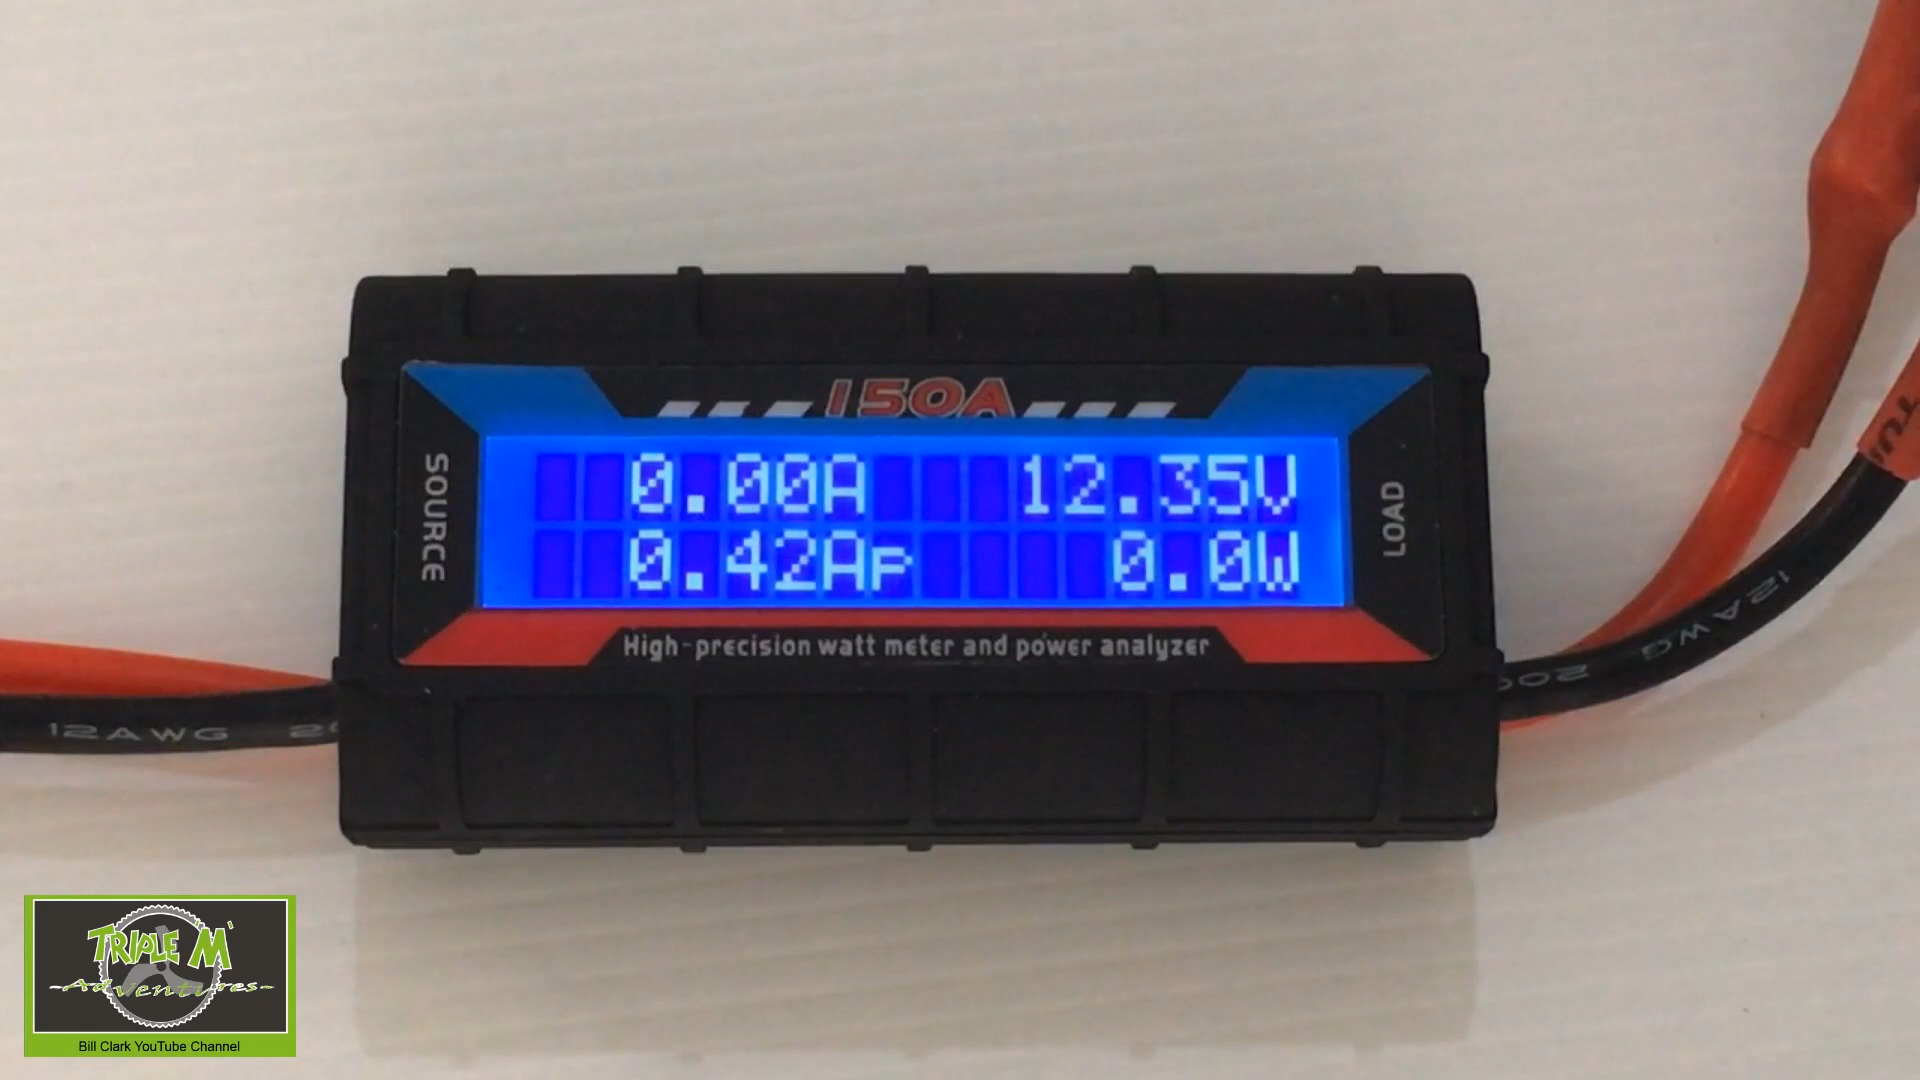 150A
SOURCE
0.00A 12.35V
0.42Ap 0.0W
LOAD
High-precision watt meter and power analyzer
12AWG
12AWG 200
TRIPLE M'
-Adventures-
Bill Clark YouTube Channel